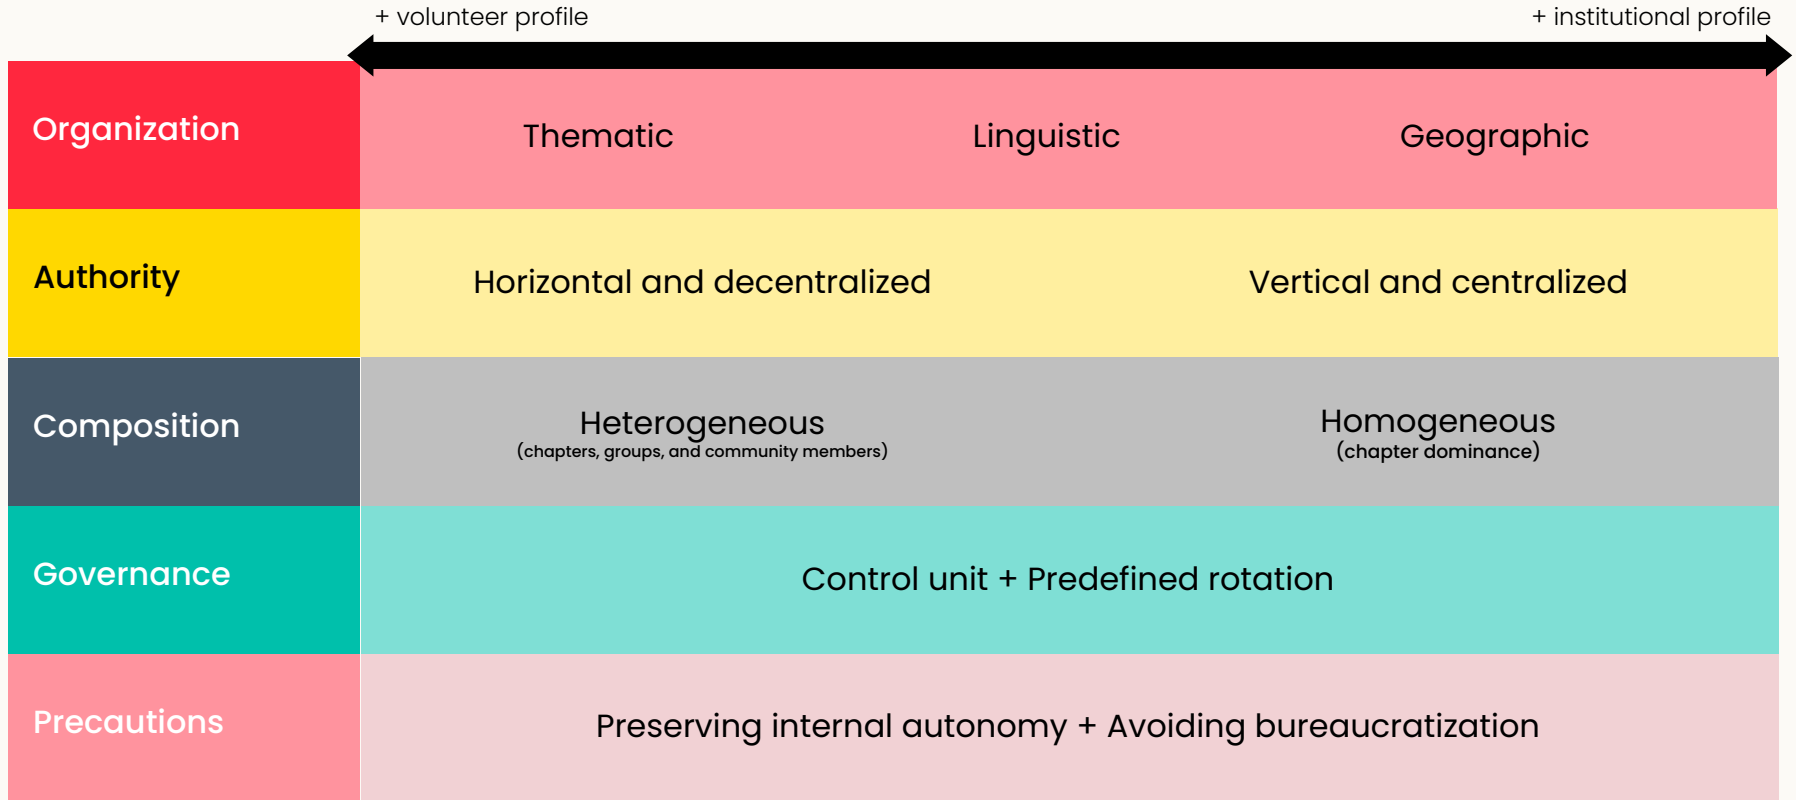 + volunteer profile
+ institutional profile
Organization
Thematic
Linguistic
Geographic
Authority
Horizontal and decentralized
Vertical and centralized
Composition
Heterogeneous
(chapters, groups, and community members)
Homogeneous
(chapter dominance)
Governance
Control unit + Predefined rotation
Precautions
Preserving internal autonomy + Avoiding bureaucratization